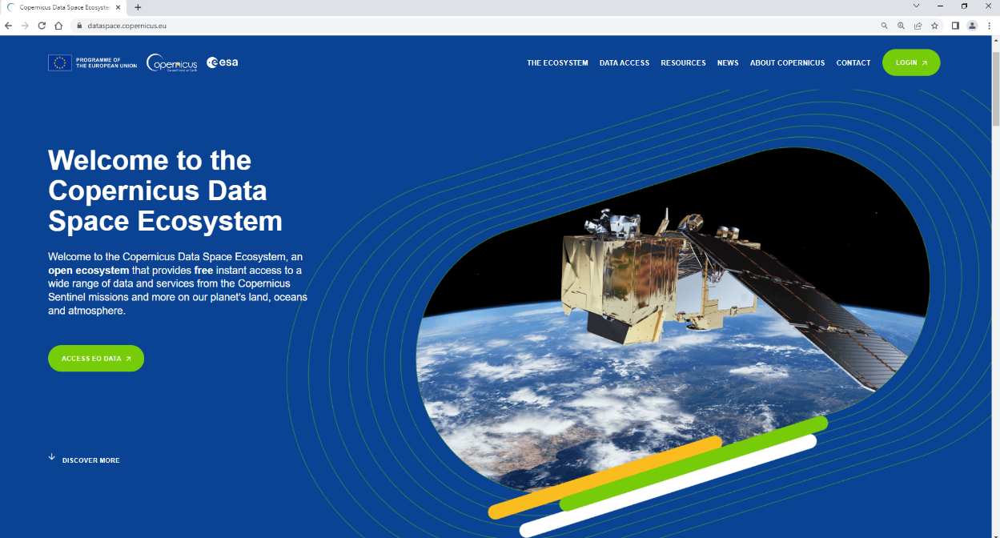 Copernicus Data Space Ecosyste
dataspace.copernicus.eu
PROGRAMME OF
THE EUROPEAN UNION
opernicus
Europe's eyes on Earth
esa
THE ECOSYSTEM
DATA ACCESS
RESOURCES
NEWS
ABOUT COPERNICUS
CONTACT
LOGIN
Welcome to the
Copernicus Data
Space Ecosystem
Welcome to the Copernicus Data Space Ecosystem, an
open ecosystem that provides free instant access to a
wide range of data and services from the Copernicus
Sentinel missions and more on our planet's land, oceans
and atmosphere.
ACCESS EO DATA
DISCOVER MORE